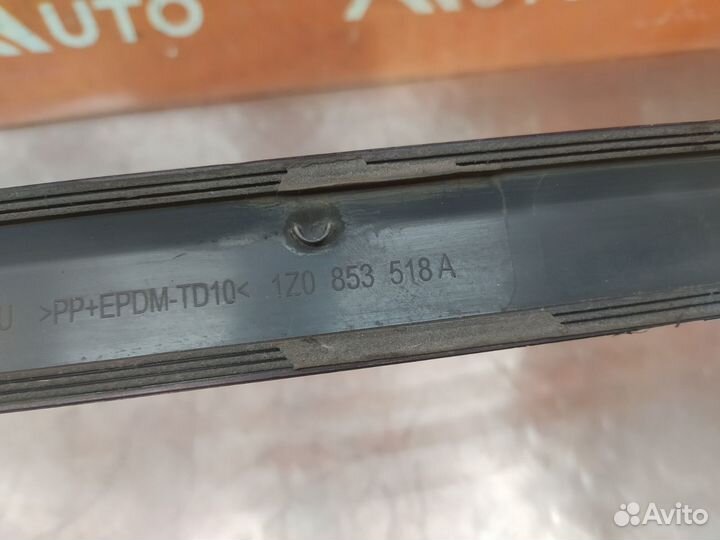 AUTO
>PP+EPDM-TD10< 1Z0 853 518 A
Avito